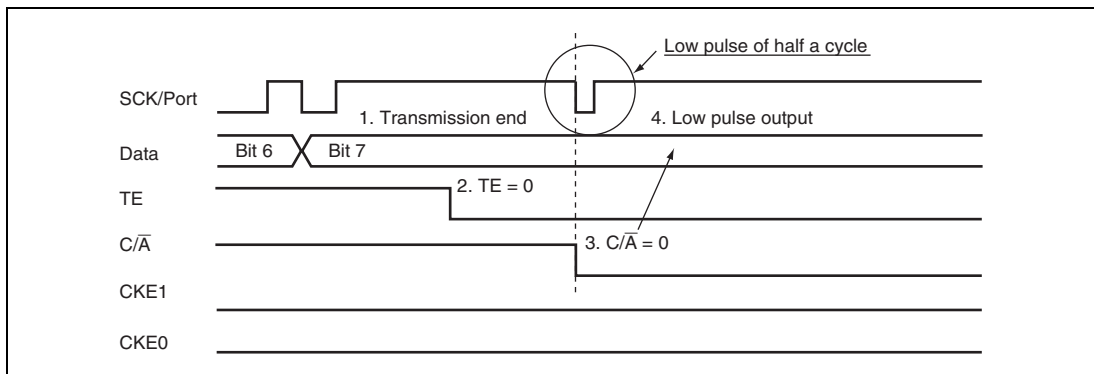 Low pulse of half a cycle
SCK/Port
1. Transmission end
4. Low pulse output
Data
Bit 6
Bit 7
TE
2. TE = 0
C/A̅
3. C/A̅ = 0
CKE1
CKE0